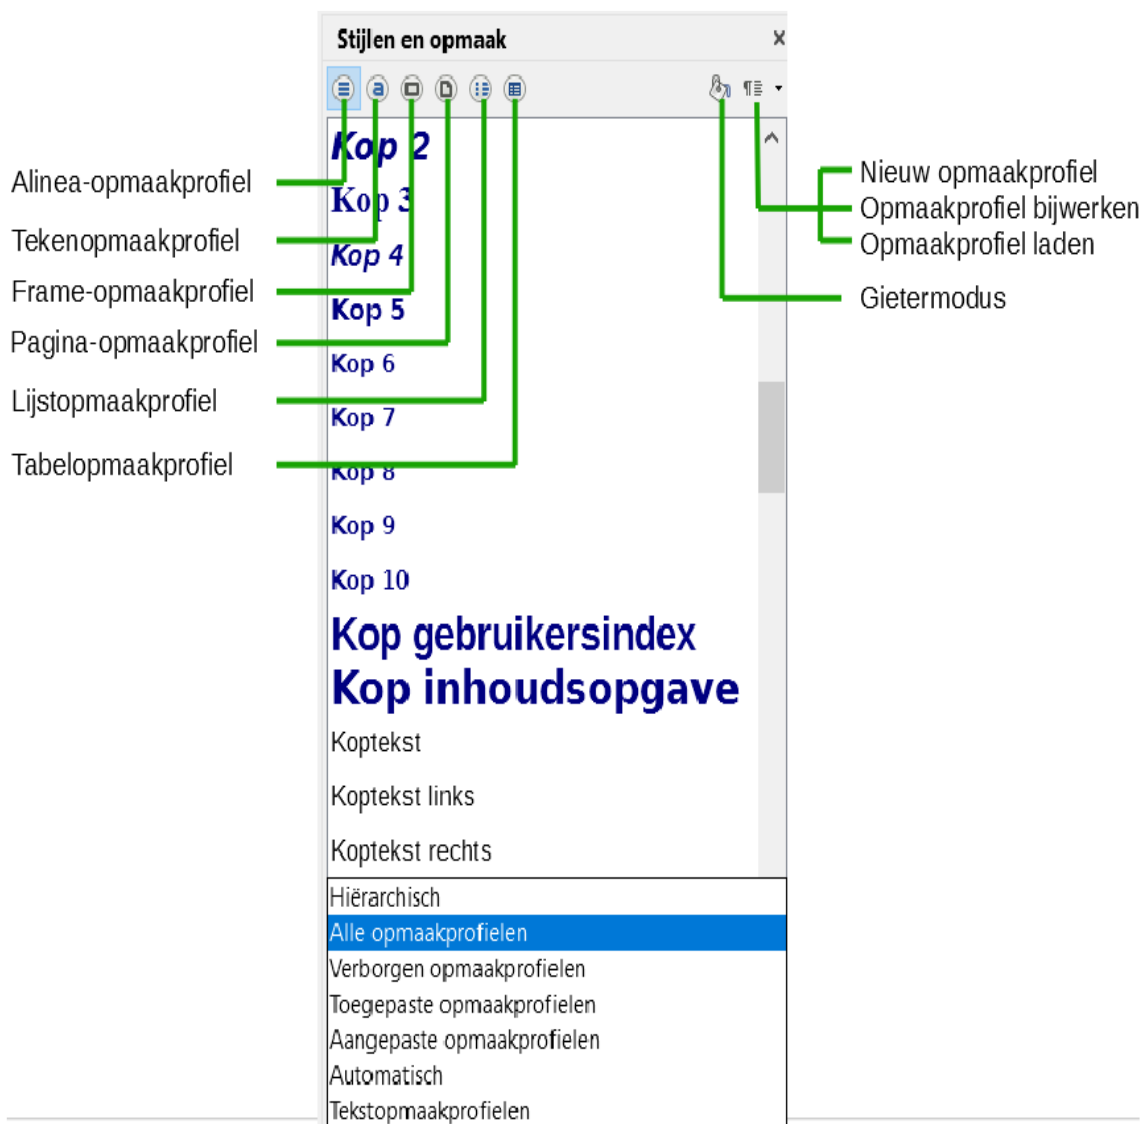 Stijlen en opmaak
Alinea-opmaakprofiel
Tekenopmaakprofiel
Frame-opmaakprofiel
Pagina-opmaakprofiel
Lijstopmaakprofiel
Tabelopmaakprofiel
Kop 2
Kop 3
Kop 4
Kop 5
Kop 6
Kop 7
Kop 8
Kop 9
Kop 10
Kop gebruikersindex
Kop inhoudsopgave
Koptekst
Koptekst links
Koptekst rechts
Hiërarchisch
Alle opmaakprofielen
Verborgen opmaakprofielen
Toegepaste opmaakprofielen
Aangepaste opmaakprofielen
Automatisch
Tekstopmaakprofielen
Nieuw opmaakprofiel
Opmaakprofiel bijwerken
Opmaakprofiel laden
Gietermodus